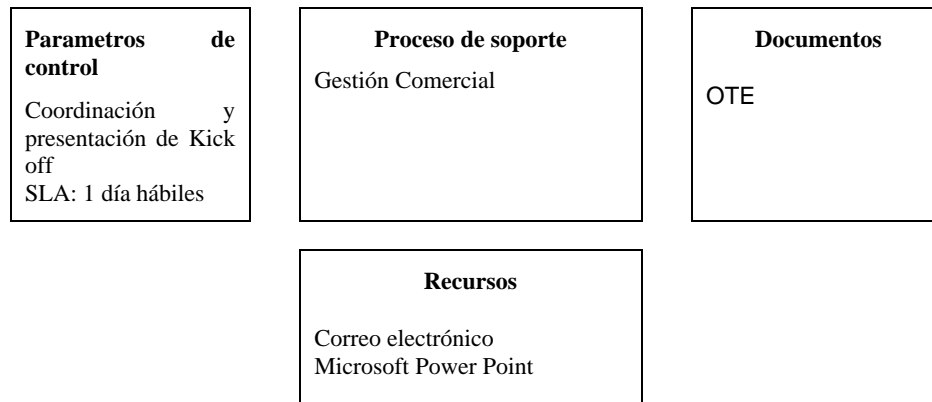 Parametros de
control
Coordinación y
presentación de Kick
off
SLA: 1 día hábiles
Proceso de soporte
Gestión Comercial
Documentos
OTE
Recursos
Correo electrónico
Microsoft Power Point